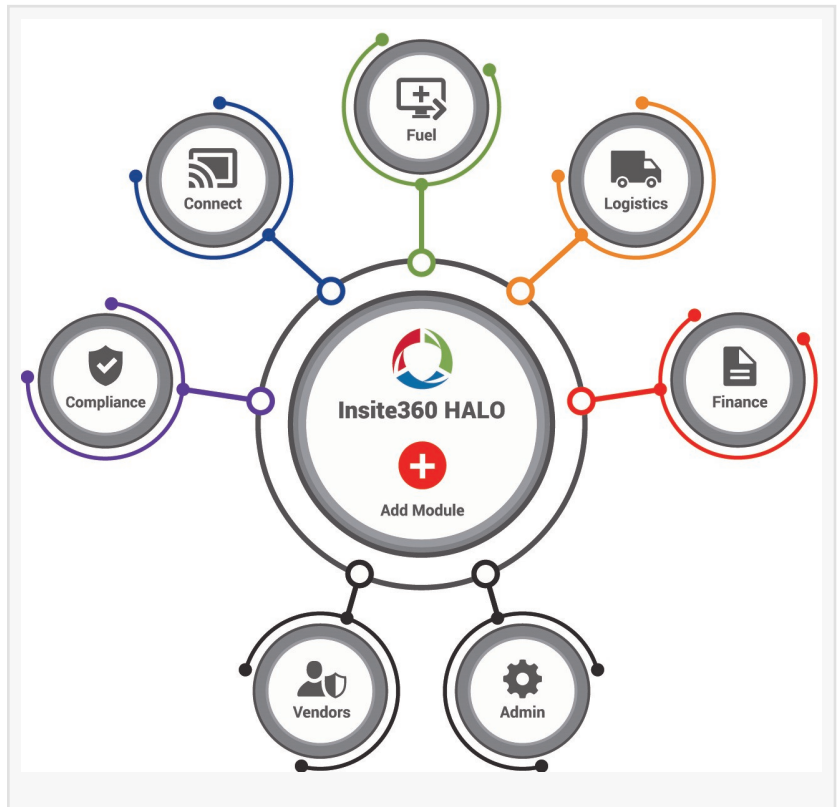 Fuel
Connect
Logistics
Compliance
Insite360 HALO
Add Module
Finance
Vendors
Admin